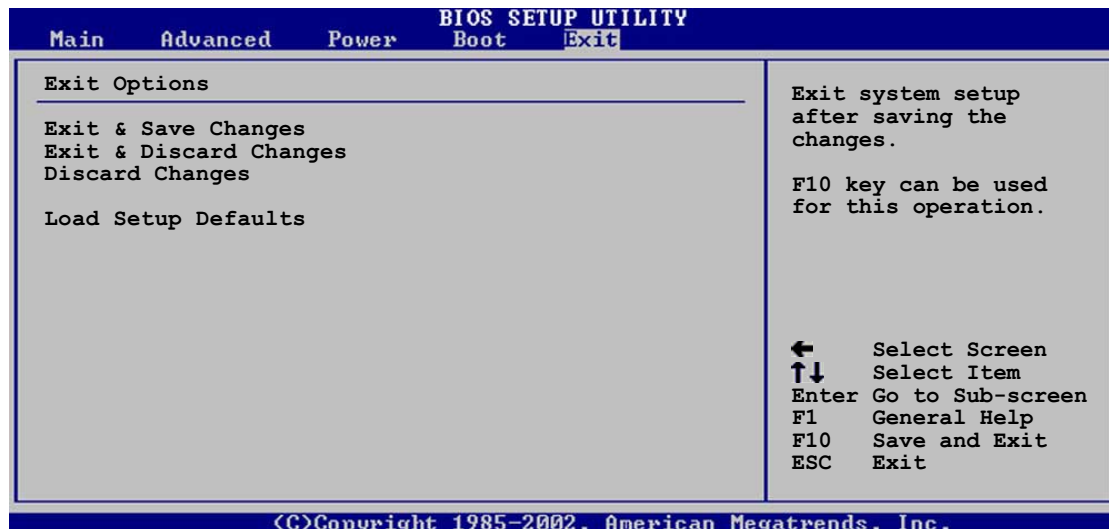 BIOS SETUP UTILITY
Main Advanced Power Boot Exit
Exit Options
Exit & Save Changes
Exit & Discard Changes
Discard Changes
Load Setup Defaults
Exit system setup
after saving the
changes.
F10 key can be used
for this operation.
← Select Screen
↑↓ Select Item
Enter Go to Sub-screen
F1 General Help
F10 Save and Exit
ESC Exit
(C)Copyright 1985-2002, American Megatrends, Inc.